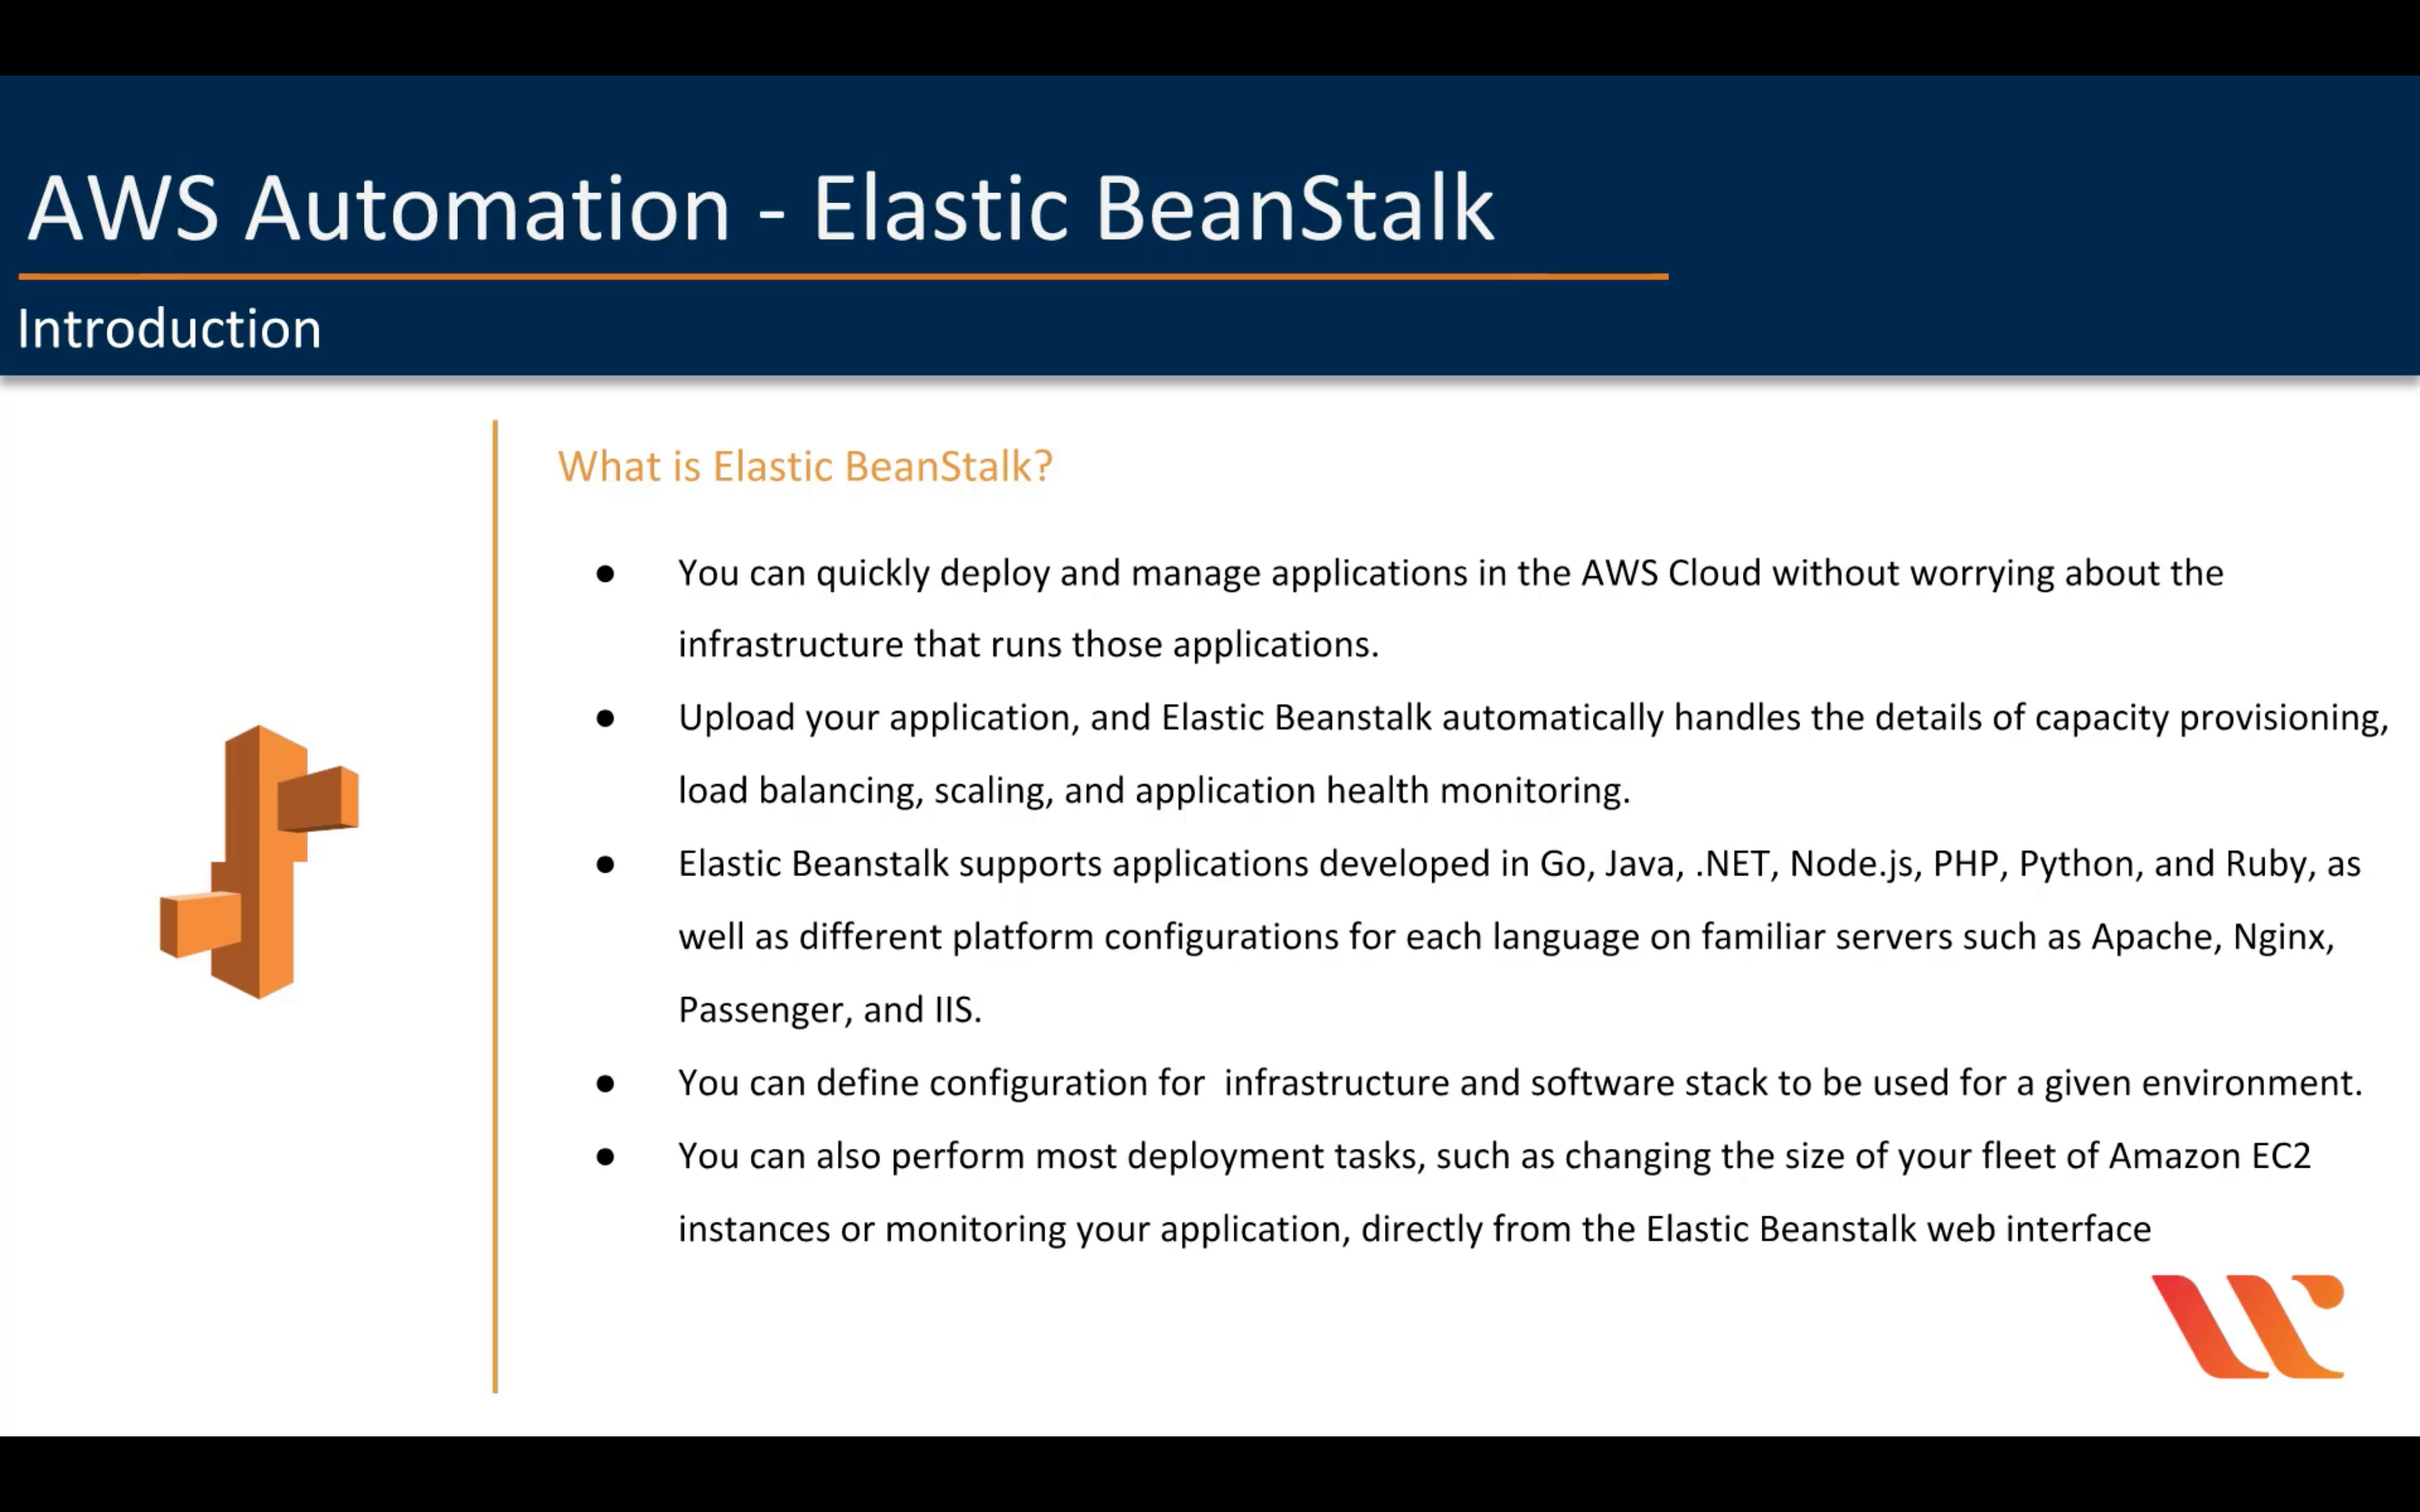 AWS Automation - Elastic BeanStalk
Introduction
What is Elastic BeanStalk?
● You can quickly deploy and manage applications in the AWS Cloud without worrying about the
infrastructure that runs those applications.
● Upload your application, and Elastic Beanstalk automatically handles the details of capacity provisioning,
load balancing, scaling, and application health monitoring.
● Elastic Beanstalk supports applications developed in Go, Java, .NET, Node.js, PHP, Python, and Ruby, as
well as different platform configurations for each language on familiar servers such as Apache, Nginx,
Passenger, and IIS.
● You can define configuration for  infrastructure and software stack to be used for a given environment.
● You can also perform most deployment tasks, such as changing the size of your fleet of Amazon EC2
instances or monitoring your application, directly from the Elastic Beanstalk web interface